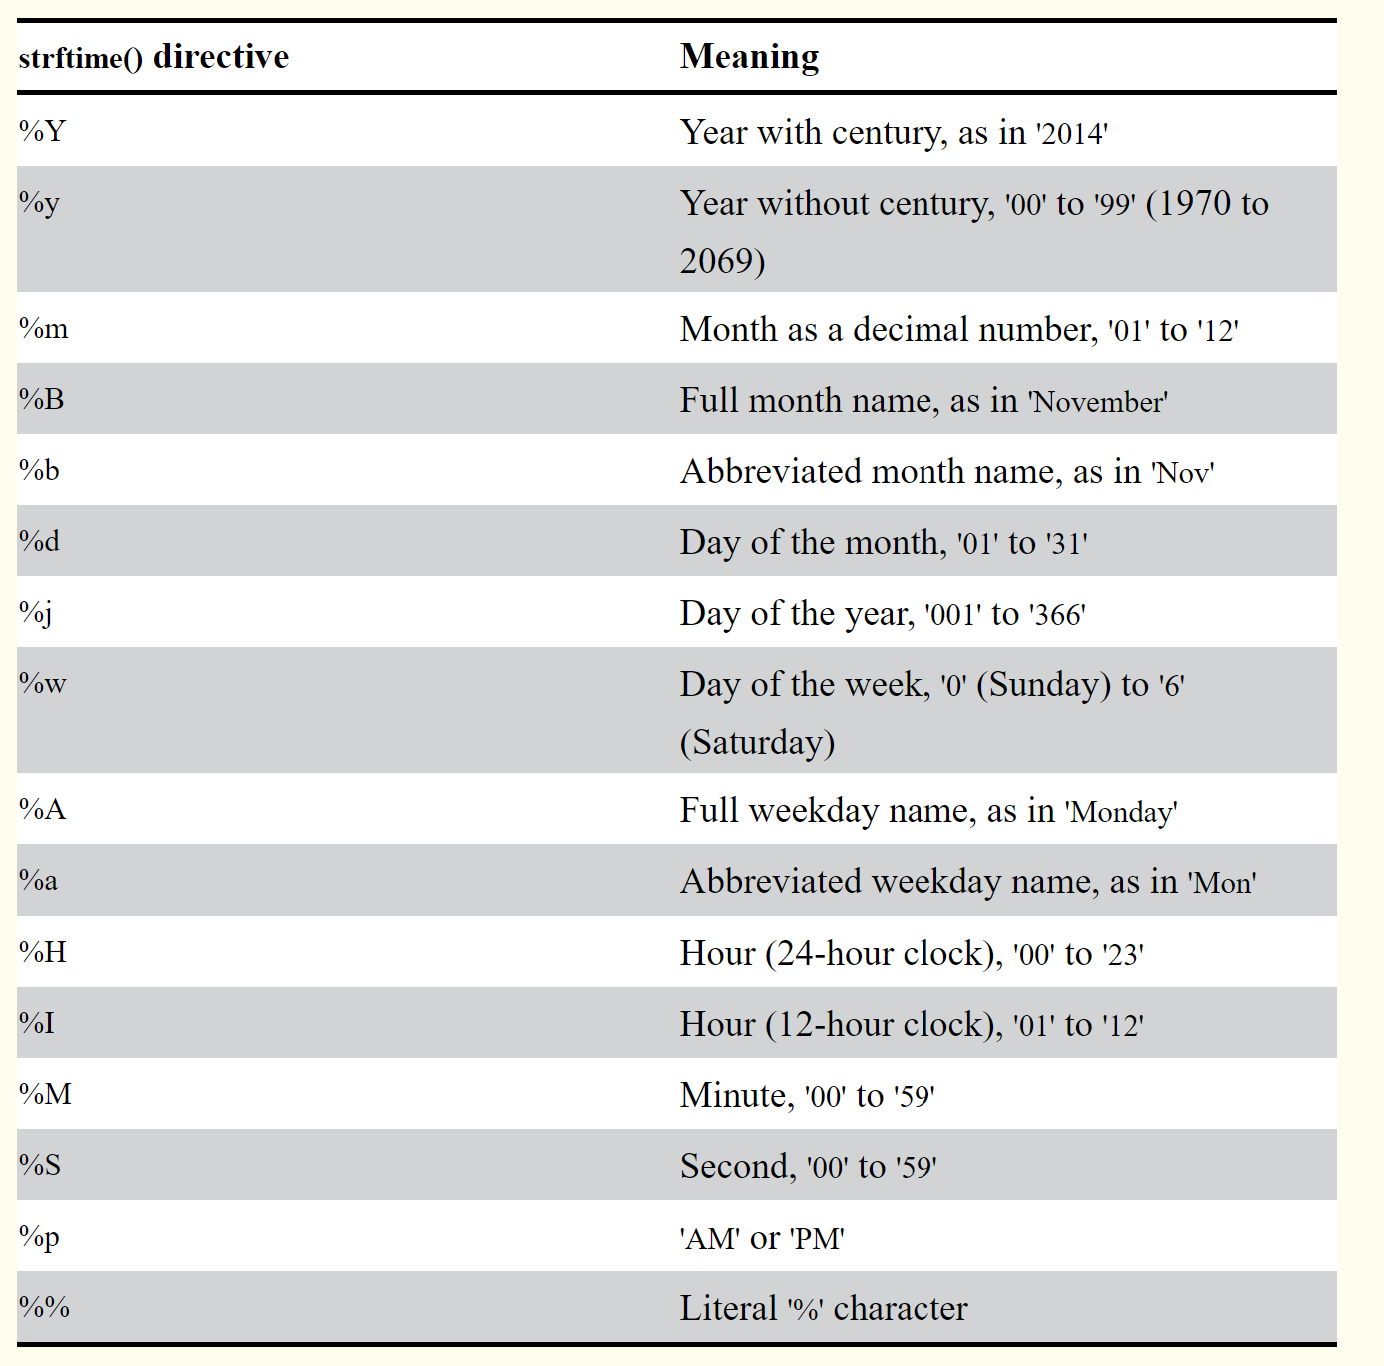 strftime() directive Meaning
%Y Year with century, as in '2014'
%y Year without century, '00' to '99' (1970 to
2069)
%m Month as a decimal number, '01' to '12'
%B Full month name, as in 'November'
%b Abbreviated month name, as in 'Nov'
%d Day of the month, '01' to '31'
%j Day of the year, '001' to '366'
%w Day of the week, '0' (Sunday) to '6'
(Saturday)
%A Full weekday name, as in 'Monday'
%a Abbreviated weekday name, as in 'Mon'
%H Hour (24-hour clock), '00' to '23'
%I Hour (12-hour clock), '01' to '12'
%M Minute, '00' to '59'
%S Second, '00' to '59'
%p 'AM' or 'PM'
%% Literal '%' character